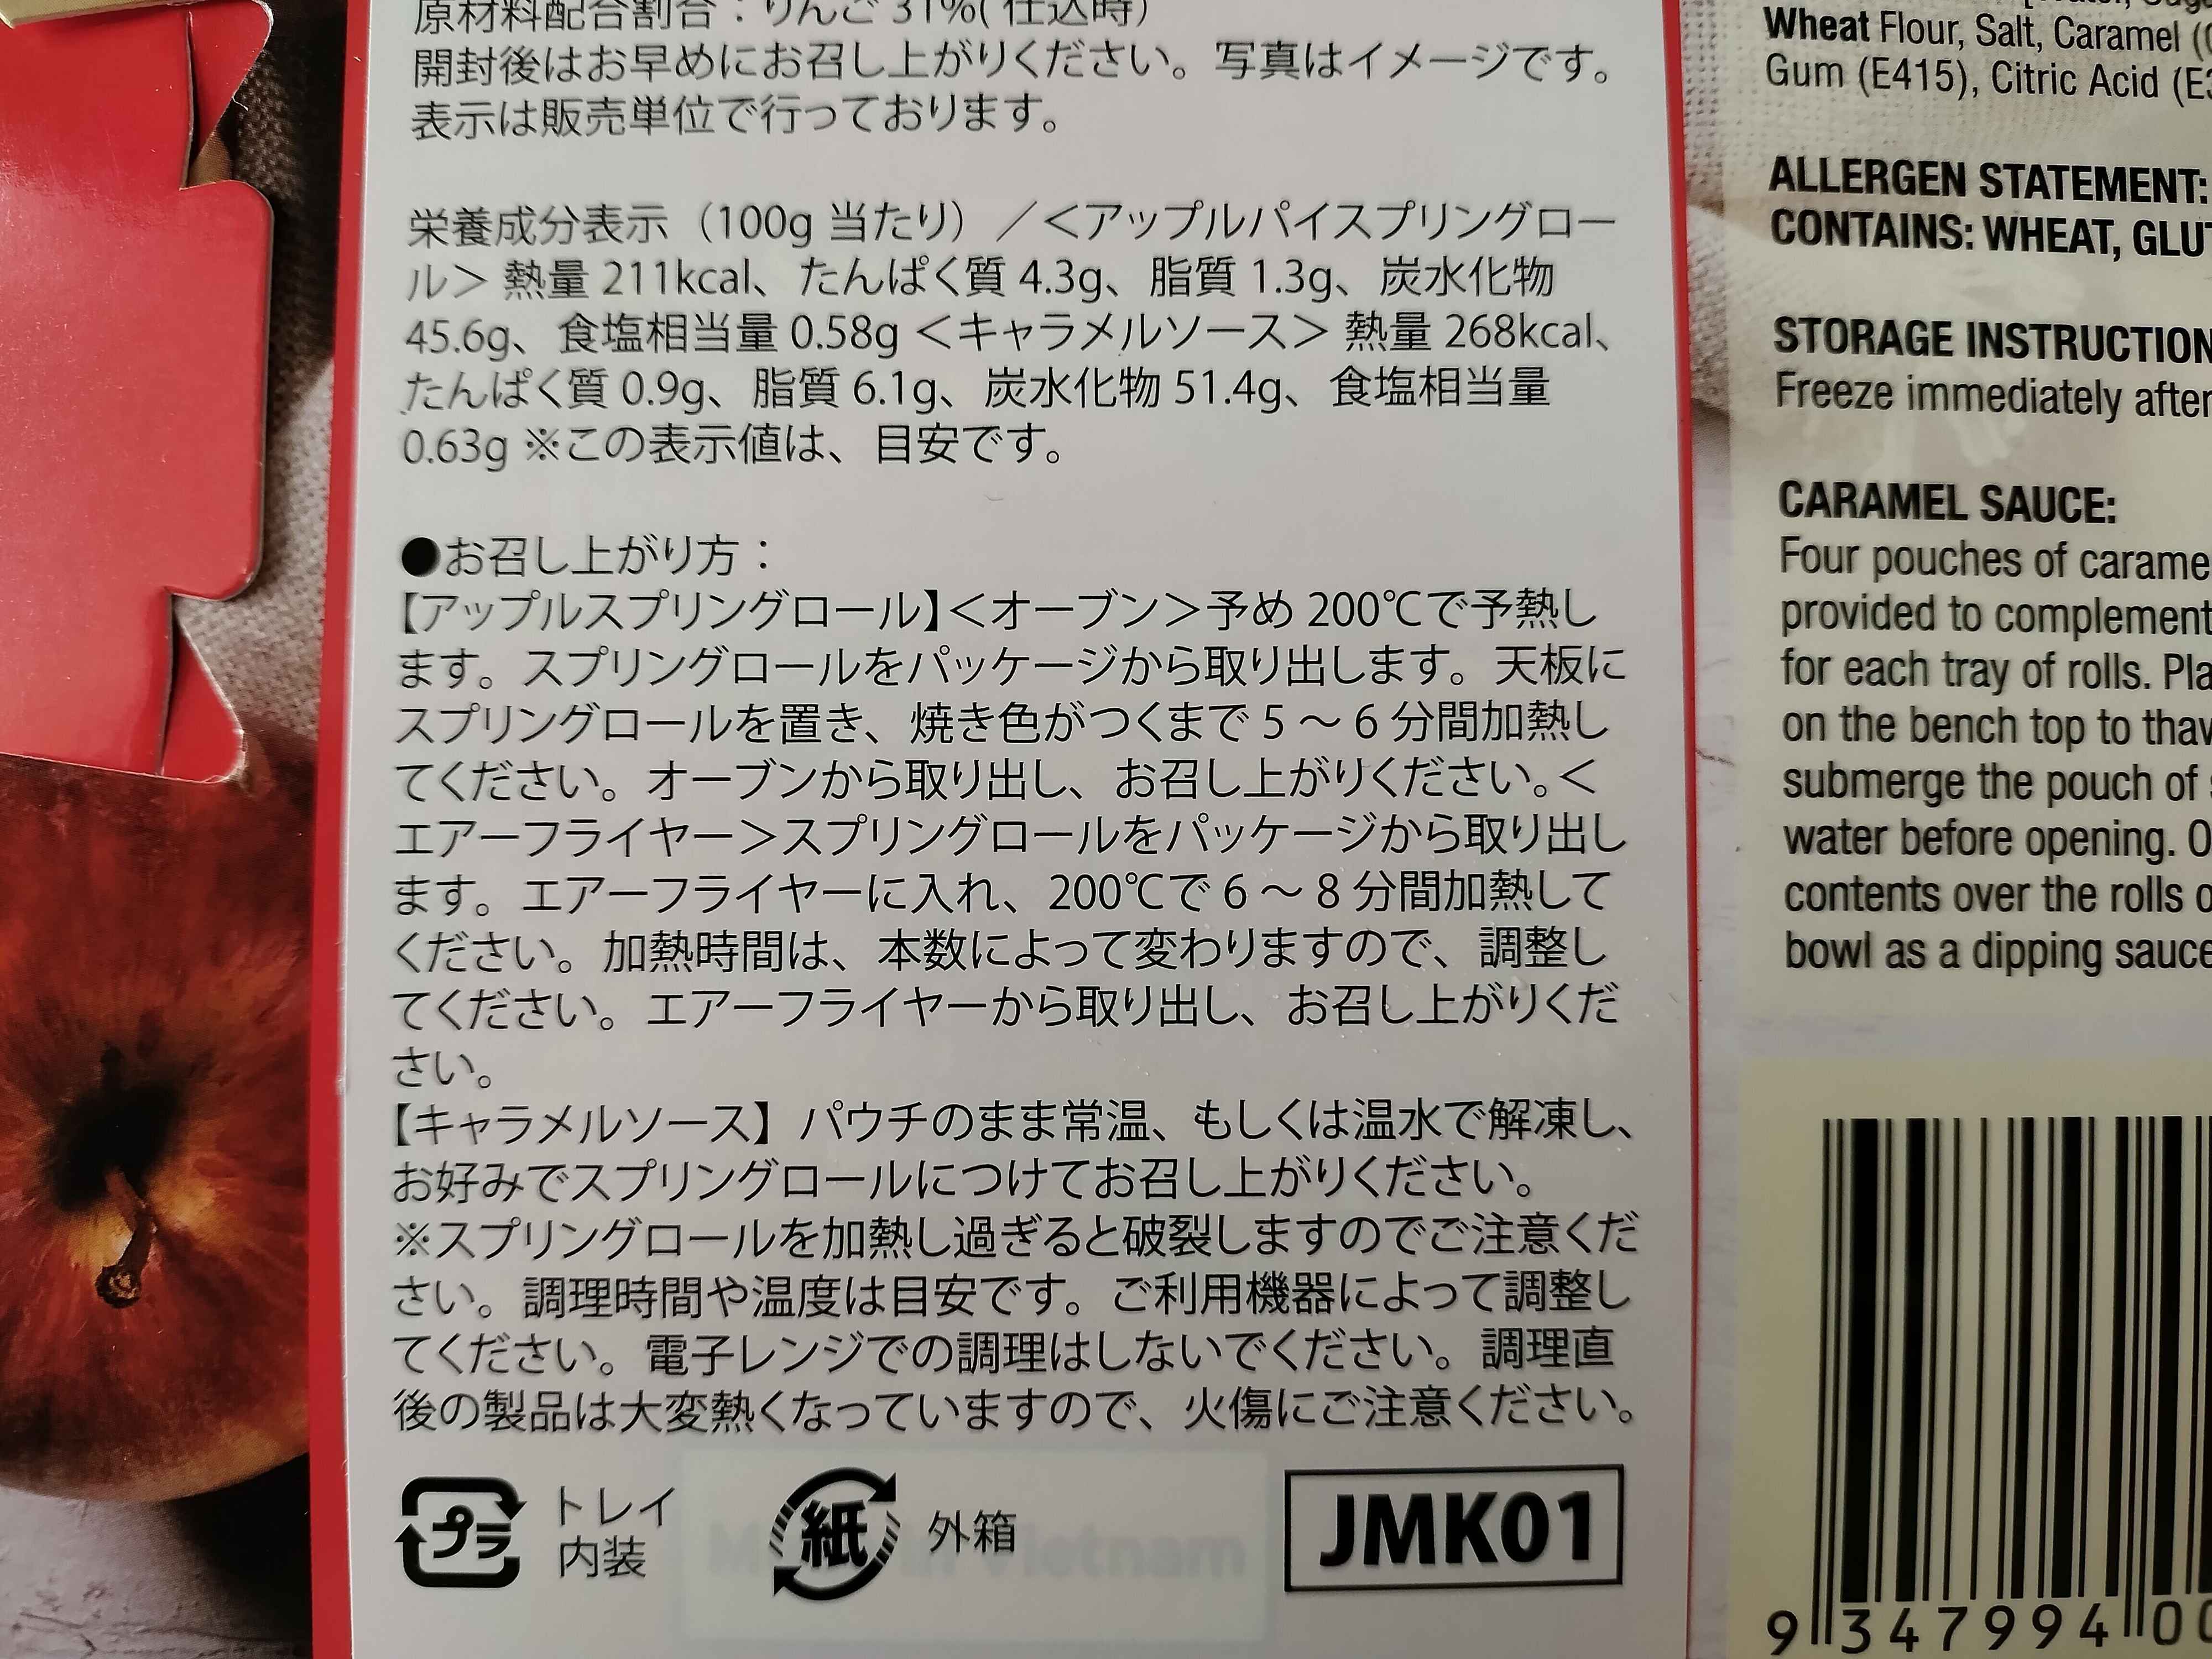 原材料配合割合：りんご 31%( 仕込時)
開封後はお早めにお召し上がりください。写真はイメージです。
表示は販売単位で行っております。
栄養成分表示（100g 当たり）／＜アップルパイスプリングロー
ル＞ 熱量 211kcal、たんぱく質 4.3g、脂質 1.3g、炭水化物
45.6g、食塩相当量 0.58g ＜キャラメルソース＞ 熱量 268kcal、
たんぱく質 0.9g、脂質 6.1g、炭水化物 51.4g、食塩相当量
0.63g ※この表示値は、目安です。
●お召し上がり方：
【アップルスプリングロール】＜オーブン＞予め 200℃で予熱し
ます。スプリングロールをパッケージから取り出します。天板に
スプリングロールを置き、焼き色がつくまで 5 ～ 6 分間加熱し
てください。オーブンから取り出し、お召し上がりください。＜
エアーフライヤー＞スプリングロールをパッケージから取り出し
ます。エアーフライヤーに入れ、200℃で 6 ～ 8 分間加熱して
ください。加熱時間は、本数によって変わりますので、調整し
てください。エアーフライヤーから取り出し、お召し上がりくだ
さい。
【キャラメルソース】パウチのまま常温、もしくは温水で解凍し、
お好みでスプリングロールにつけてお召し上がりください。
※スプリングロールを加熱し過ぎると破裂しますのでご注意くだ
さい。調理時間や温度は目安です。ご利用機器によって調整し
てください。電子レンジでの調理はしないでください。調理直
後の製品は大変熱くなっていますので、火傷にご注意ください。
プラ
トレイ
内装
紙
外箱
JMK01
Wheat Flour, Salt, Caramel
Gum (E415), Citric Acid
ALLERGEN STATEMENT:
CONTAINS: WHEAT,
STORAGE
Freeze immediately after
CARAMEL SAUCE:
Four pouches of
provided to complement
for each tray of rolls.
on the bench top to
submerge the pouch of
water before opening.
contents over the rolls
bowl as a dipping sauce
9 347994 0